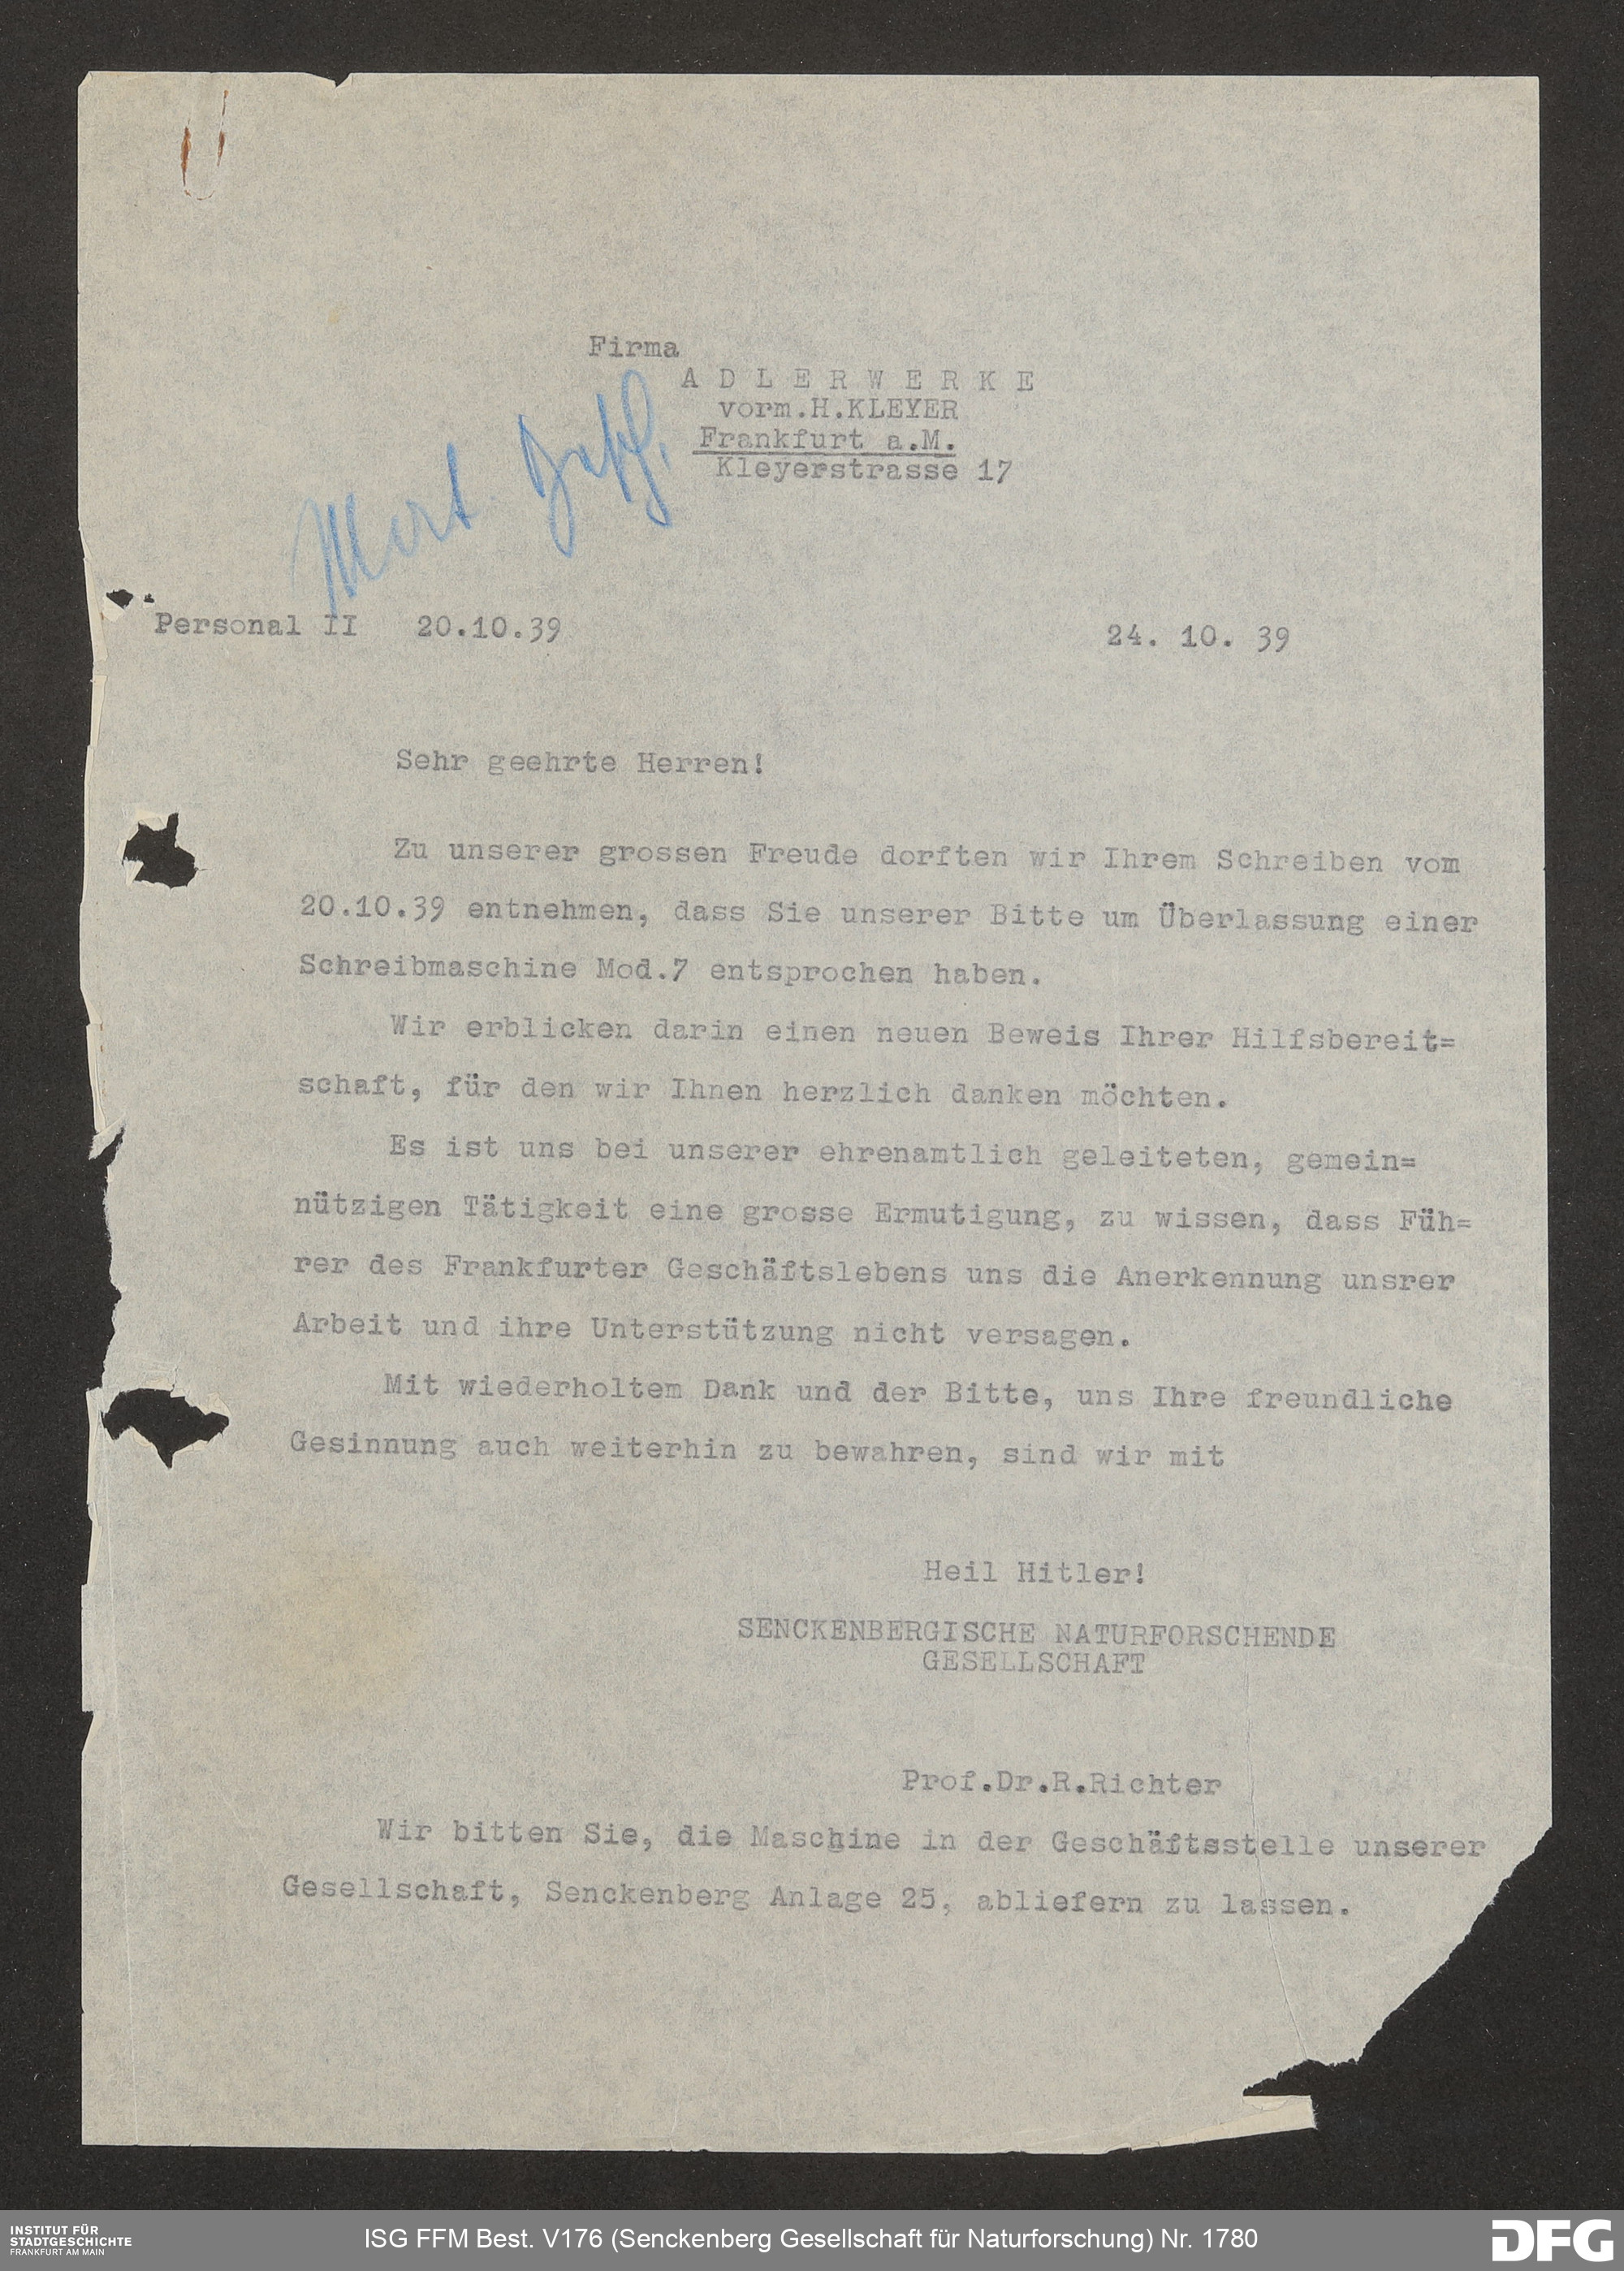 Firma
A D L E R W E R K E
vorm.H.KLEYER
Frankfurt a.M.
Kleyerstrasse 17
Personal II 20.10.39
24. 10. 39
Sehr geehrte Herren!
Zu unserer grossen Freude dorften wir Ihrem Schreiben vom
20.10.39 entnehmen, dass Sie unserer Bitte um Überlassung einer
Schreibmaschine Mod.7 entsprochen haben.
Wir erblicken darin einen neuen Beweis Ihrer Hilfsbereit=
schaft, für den wir Ihnen herzlich danken möchten.
Es ist uns bei unserer ehrenamtlich geleiteten, gemein=
nützigen Tätigkeit eine grosse Ermutigung, zu wissen, dass Füh=
rer des Frankfurter Geschäftslebens uns die Anerkennung unsrer
Arbeit und ihre Unterstützung nicht versagen.
Mit wiederholtem Dank und der Bitte, uns Ihre freundliche
Gesinnung auch weiterhin zu bewahren, sind wir mit
Heil Hitler!
SENCKENBERGISCHE NATURFORSCHENDE
GESELLSCHAFT
Prof.Dr.R.Richter
Wir bitten Sie, die Maschine in der Geschäftsstelle unserer
Gesellschaft, Senckenberg Anlage 25, abliefern zu lassen.
INSTITUT FÜR
STADTGESCHICHTE
FRANKFURT AM MAIN
ISG FFM Best. V176 (Senckenberg Gesellschaft für Naturforschung) Nr. 1780
DFG